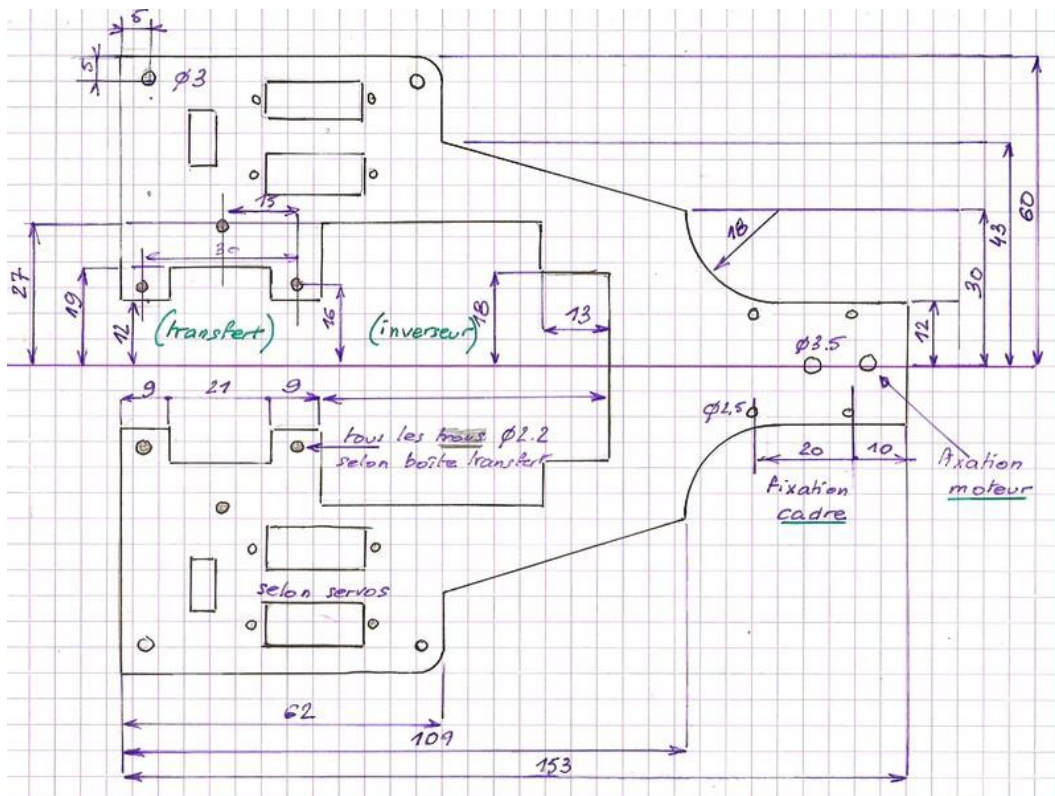 5
5
φ3
15
30
27
19
12
(transfert)
16
(inverseur)
18
13
18
60
43
30
12
φ3.5
9
21
9
tous les trous φ2.2
selon boîte transfert
φ2.5
20
10
fixation
cadre
fixation
moteur
selon servos
62
109
153